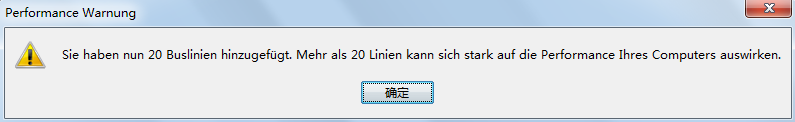 Performance Warnung
Sie haben nun 20 Buslinien hinzugefügt. Mehr als 20 Linien kann sich stark auf die Performance Ihres Computers auswirken.
确定